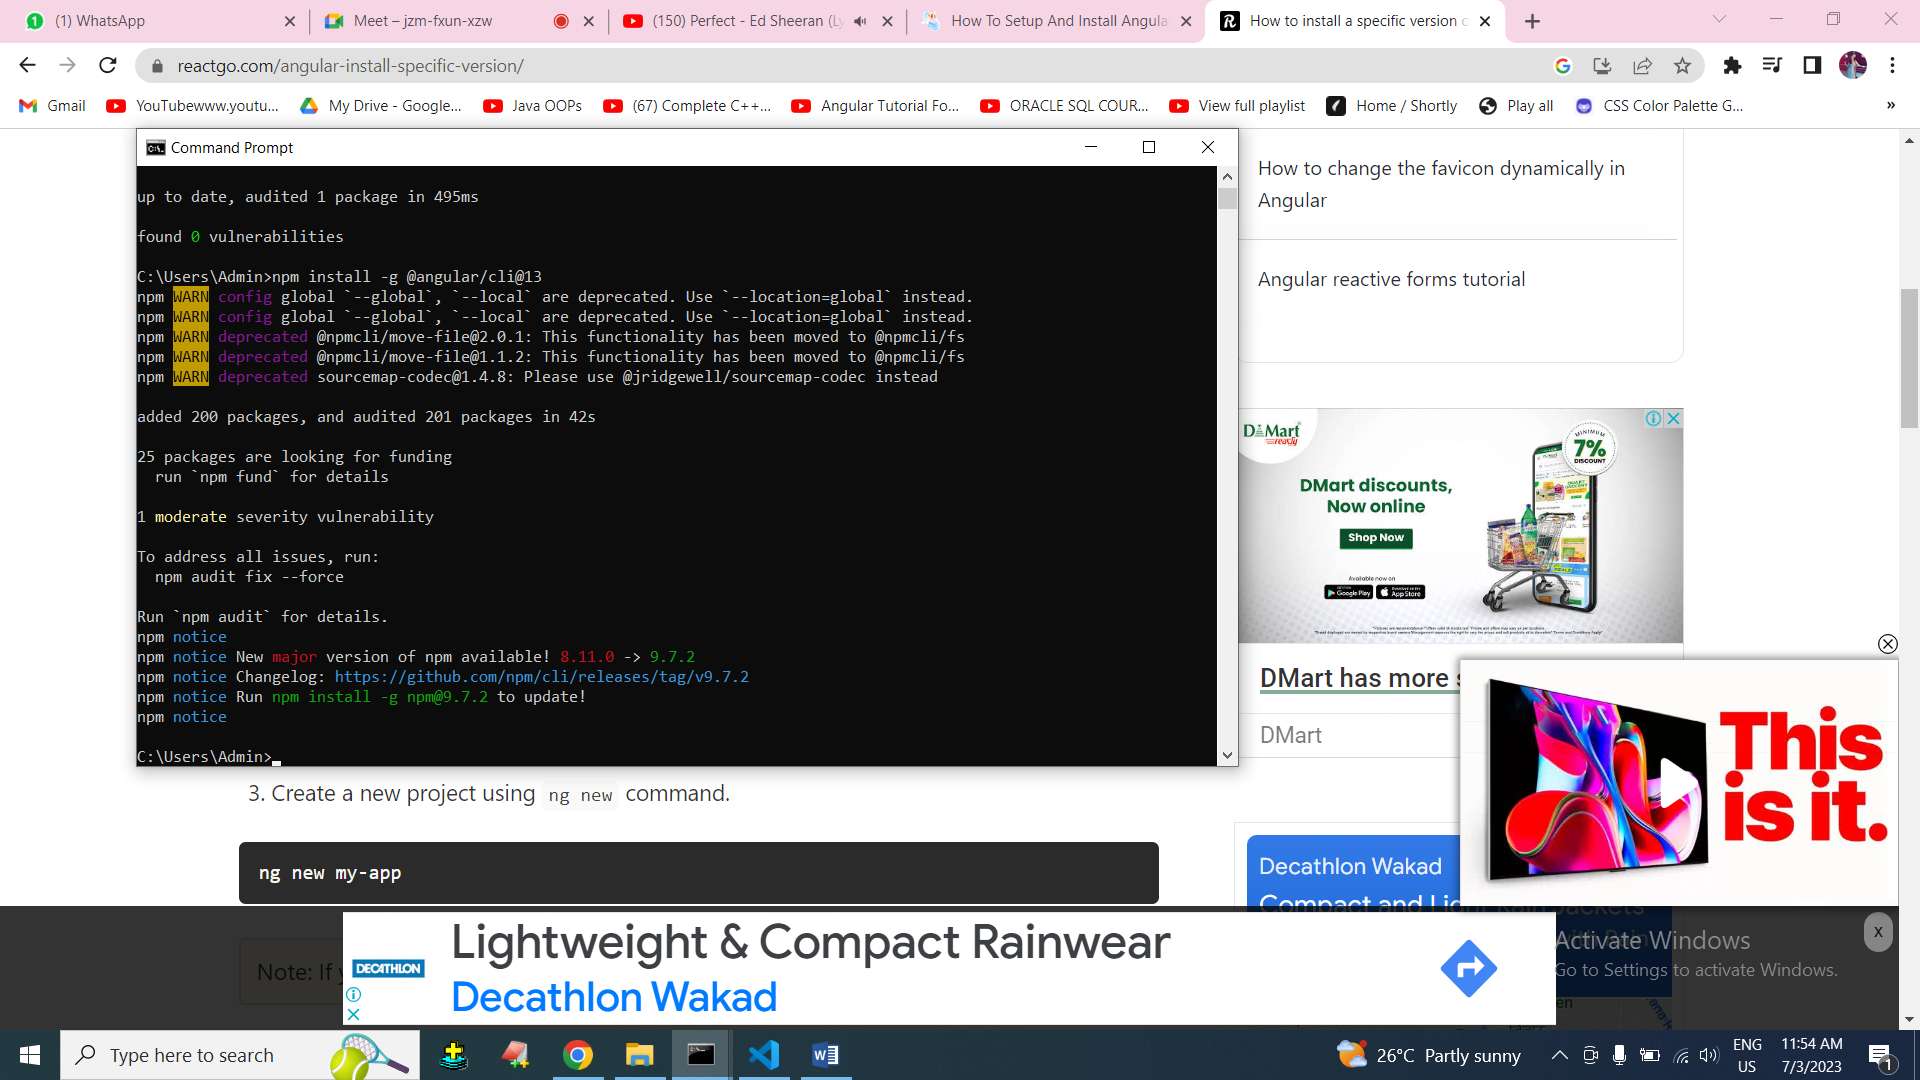 (1) WhatsApp
Meet – jzm-fxun-xzw
(150) Perfect - Ed Sheeran (Ly
How To Setup And Install Angula
How to install a specific version o
reactgo.com/angular-install-specific-version/
Gmail
YouTubewww.youtu...
My Drive - Google...
Java OOPs
(67) Complete C++...
Angular Tutorial Fo...
ORACLE SQL COUR...
View full playlist
Home / Shortly
Play all
CSS Color Palette G...
»
Command Prompt
up to date, audited 1 package in 495ms
found 0 vulnerabilities
C:\Users\Admin>npm install -g @angular/cli@13
npm WARN config global `--global`, `--local` are deprecated. Use `--location=global` instead.
npm WARN config global `--global`, `--local` are deprecated. Use `--location=global` instead.
npm WARN deprecated @npmcli/move-file@2.0.1: This functionality has been moved to @npmcli/fs
npm WARN deprecated @npmcli/move-file@1.1.2: This functionality has been moved to @npmcli/fs
npm WARN deprecated sourcemap-codec@1.4.8: Please use @jridgewell/sourcemap-codec instead
added 200 packages, and audited 201 packages in 42s
25 packages are looking for funding
run `npm fund` for details
1 moderate severity vulnerability
To address all issues, run:
npm audit fix --force
Run `npm audit` for details.
npm notice
npm notice New major version of npm available! 8.11.0 -> 9.7.2
npm notice Changelog: https://github.com/npm/cli/releases/tag/v9.7.2
npm notice Run npm install -g npm@9.7.2 to update!
npm notice
C:\Users\Admin>
How to change the favicon dynamically in
Angular
Angular reactive forms tutorial
DMart
ready
MINIMUM
7%
DISCOUNT
DMart discounts,
Now online
Shop Now
Available now on
Google Play
App Store
DMart has more s
DMart
This
is it.
3. Create a new project using ng new command.
ng new my-app
Decathlon Wakad
Compact and Light Rain Jackets
Note: If y
DECATHLON
Lightweight & Compact Rainwear
Decathlon Wakad
Activate Windows
Go to Settings to activate Windows.
x
Type here to search
26°C Partly sunny
ENG
US
11:54 AM
7/3/2023
1